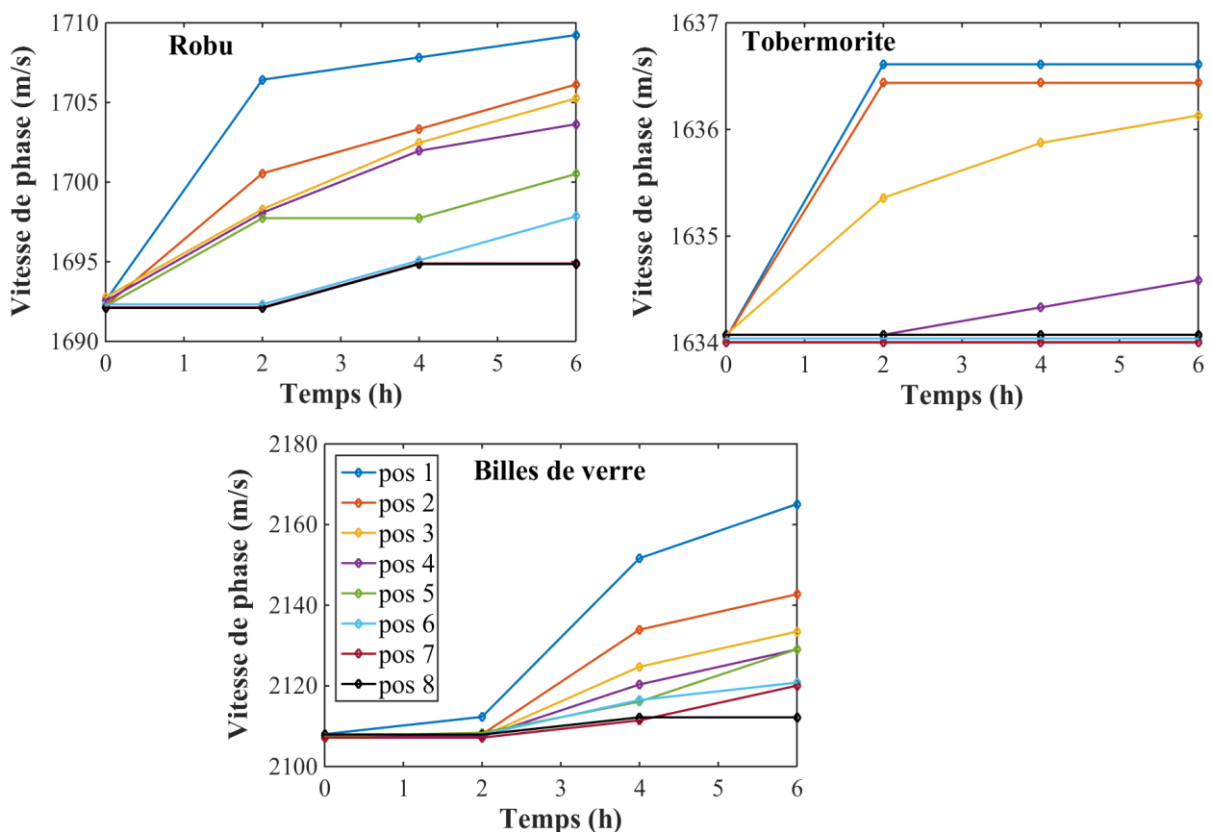 Robu
Vitesse de phase (m/s)
1710
1705
1700
1695
1690
0 1 2 3 4 5 6
Temps (h)
Tobermorite
Vitesse de phase (m/s)
1637
1636
1635
1634
0 1 2 3 4 5 6
Temps (h)
Billes de verre
Vitesse de phase (m/s)
2180
2160
2140
2120
2100
pos 1
pos 2
pos 3
pos 4
pos 5
pos 6
pos 7
pos 8
0 1 2 3 4 5 6
Temps (h)